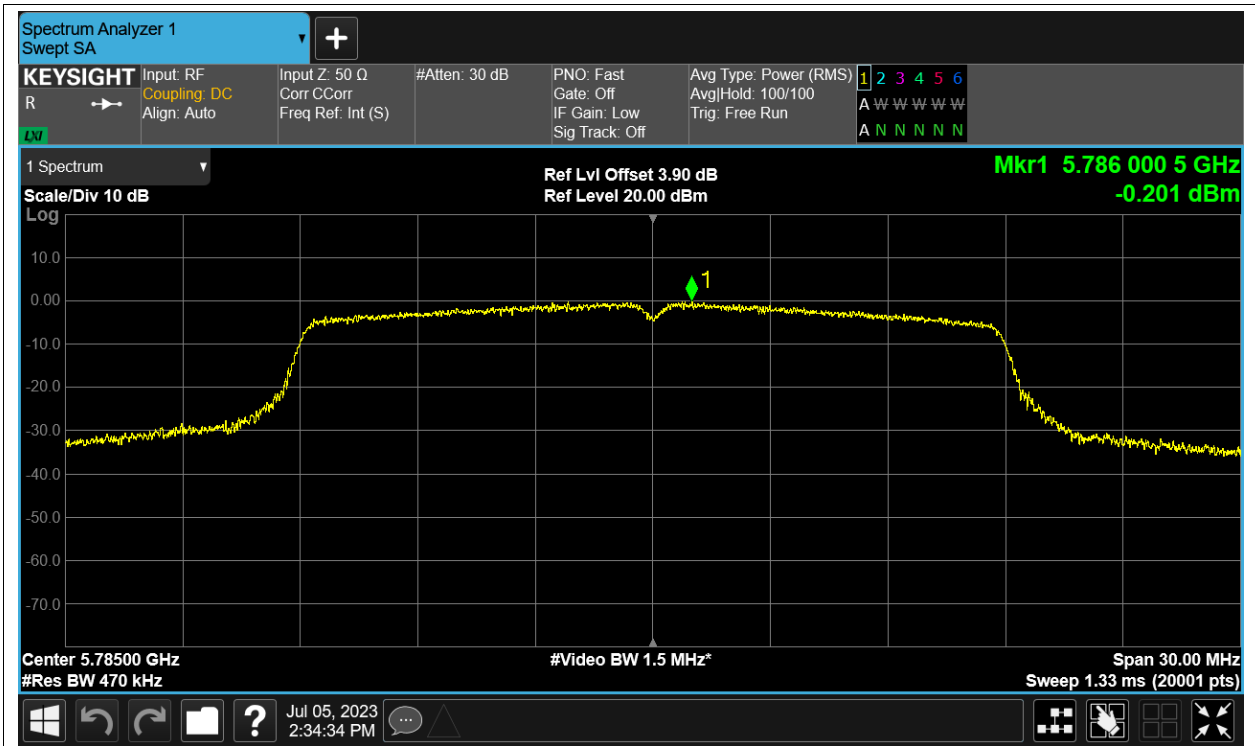 Spectrum Analyzer 1
Swept SA
KEYSIGHT
R
LXI
Input: RF
Coupling: DC
Align: Auto
Input Z: 50 Ω
Corr CCorr
Freq Ref: Int (S)
#Atten: 30 dB
PNO: Fast
Gate: Off
IF Gain: Low
Sig Track: Off
Avg Type: Power (RMS)
Avg|Hold: 100/100
Trig: Free Run
1 2 3 4 5 6
A W W W W W
A N N N N N
1 Spectrum
Scale/Div 10 dB
Log
Ref Lvl Offset 3.90 dB
Ref Level 20.00 dBm
Mkr1 5.786 000 5 GHz
-0.201 dBm
10.0
0.00
-10.0
-20.0
-30.0
-40.0
-50.0
-60.0
-70.0
1
Center 5.78500 GHz
#Res BW 470 kHz
#Video BW 1.5 MHz*
Span 30.00 MHz
Sweep 1.33 ms (20001 pts)
?
Jul 05, 2023
2:34:34 PM